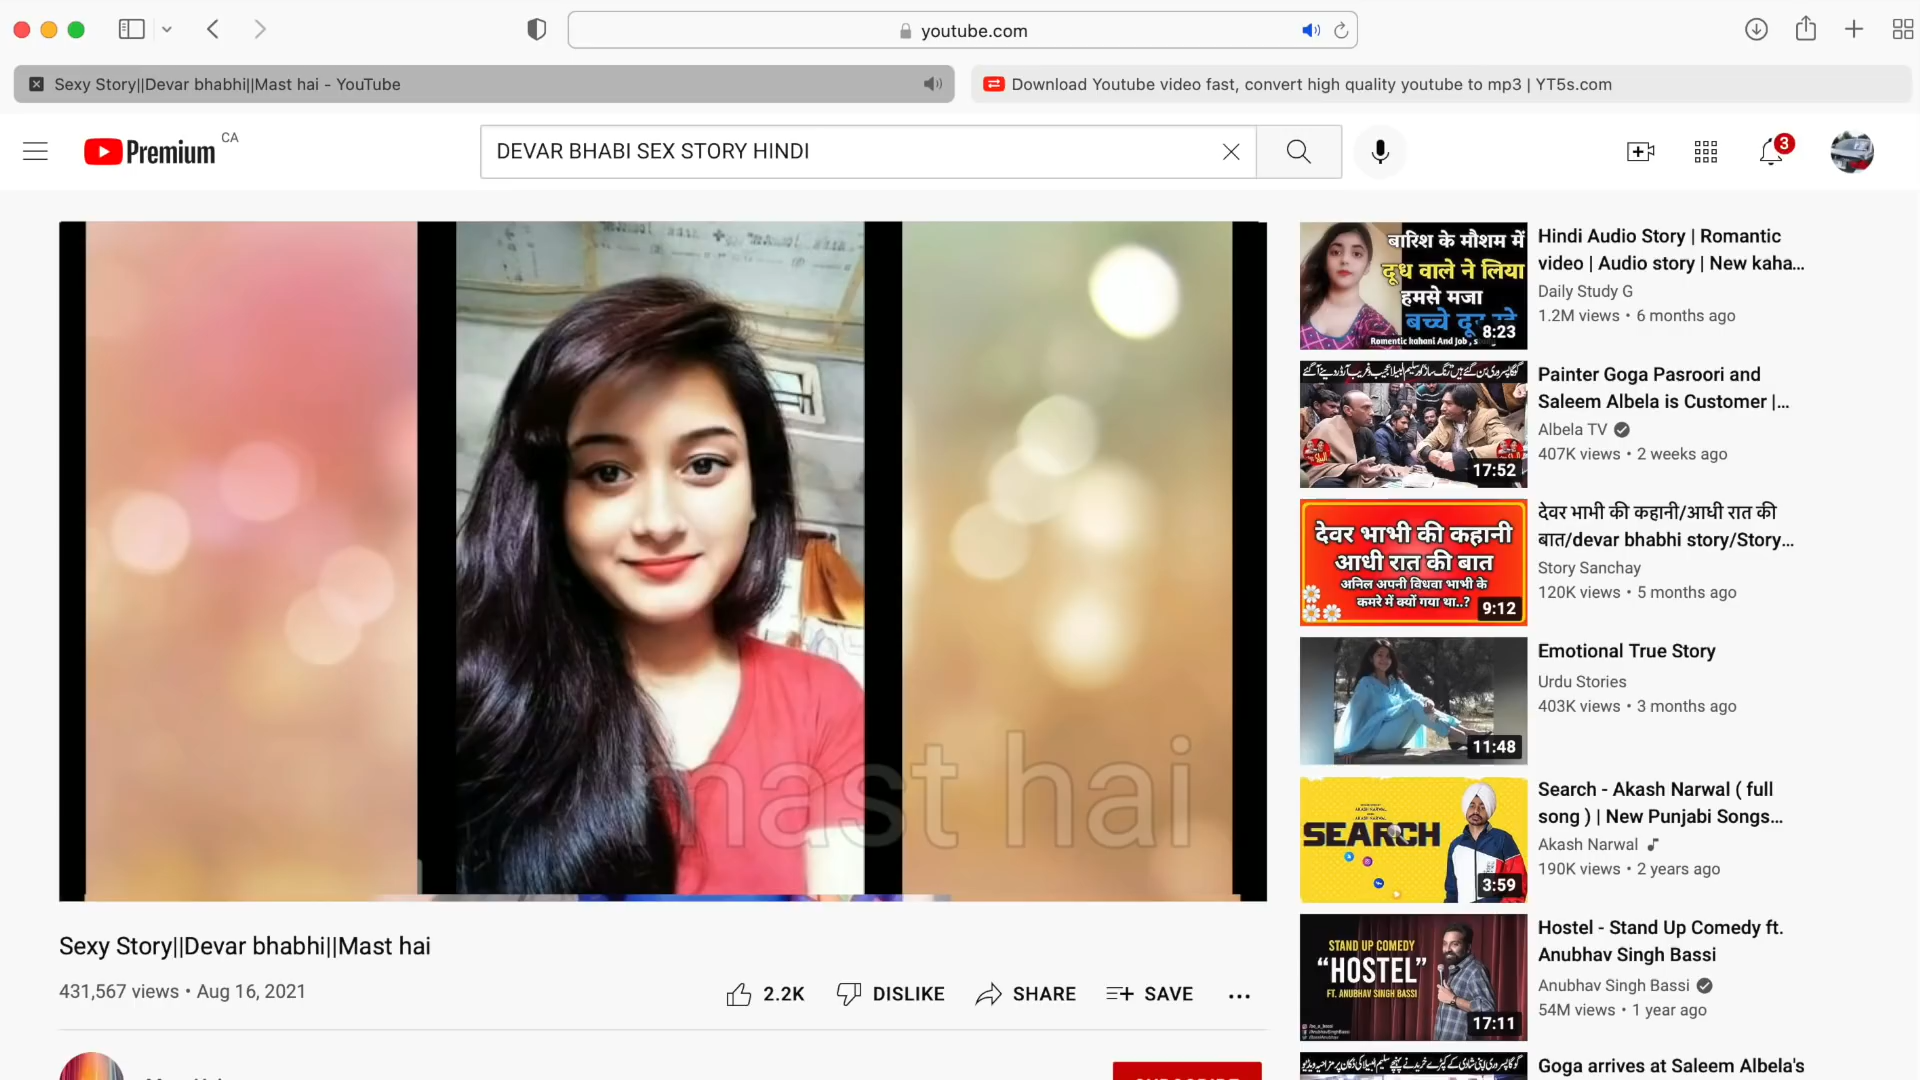 youtube.com
Sexy Story||Devar bhabhi||Mast hai - YouTube
Download Youtube video fast, convert high quality youtube to mp3 | YT5s.com
Premium CA
DEVAR BHABI SEX STORY HINDI
3
mast hai
Sexy Story||Devar bhabhi||Mast hai
431,567 views • Aug 16, 2021
2.2K
DISLIKE
SHARE
SAVE
बारिश के मौशम में
दूध वाले ने लिया
हमसे मजा
बच्चे
8:23
Hindi Audio Story | Romantic
video | Audio story | New kaha...
Daily Study G
1.2M views • 6 months ago
17:52
Painter Goga Pasroori and
Saleem Albela is Customer |...
Albela TV
407K views • 2 weeks ago
देवर भाभी की कहानी
आधी रात की बात
अनिल अपनी विधवा भाभी के
कमरे में क्यों गया था..?
9:12
देवर भाभी की कहानी/आधी रात की
बात/devar bhabhi story/Story...
Story Sanchay
120K views • 5 months ago
11:48
Emotional True Story
Urdu Stories
403K views • 3 months ago
SEARCH
3:59
Search - Akash Narwal ( full
song ) | New Punjabi Songs...
Akash Narwal
190K views • 2 years ago
STAND UP COMEDY
“HOSTEL”
FT. ANUBHAV SINGH BASSI
17:11
Hostel - Stand Up Comedy ft.
Anubhav Singh Bassi
Anubhav Singh Bassi
54M views • 1 year ago
Goga arrives at Saleem Albela's